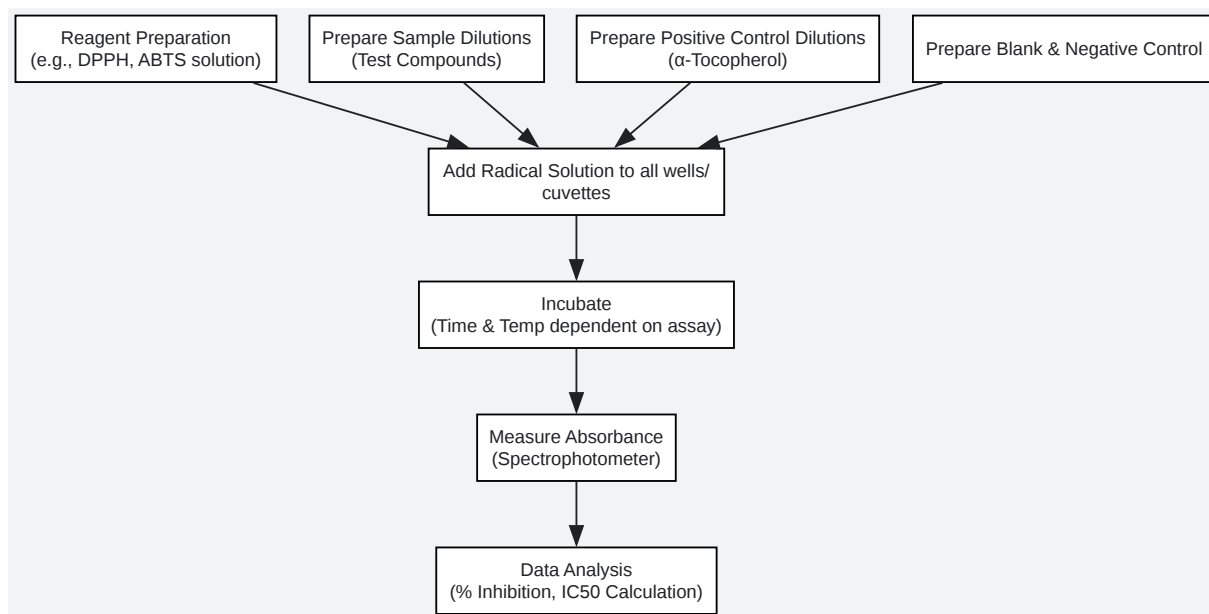 Reagent Preparation
(e.g., DPPH, ABTS solution)
Prepare Sample Dilutions
(Test Compounds)
Prepare Positive Control Dilutions
(α-Tocopherol)
Prepare Blank & Negative Control
Add Radical Solution to all wells/
cuvettes
Incubate
(Time & Temp dependent on assay)
Measure Absorbance
(Spectrophotometer)
Data Analysis
(% Inhibition, IC50 Calculation)